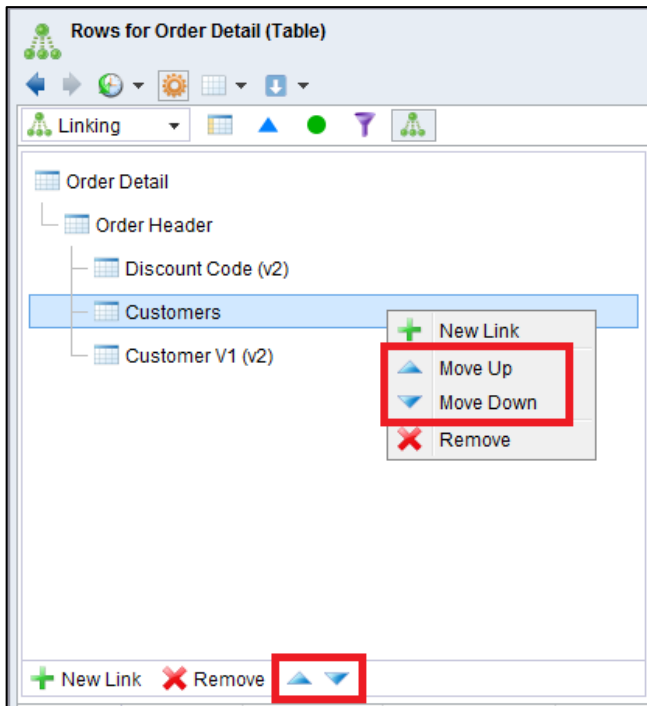 Rows for Order Detail (Table)
Linking
Order Detail
Order Header
Discount Code (v2)
Customers
Customer V1 (v2)
New Link
Move Up
Move Down
Remove
New Link Remove